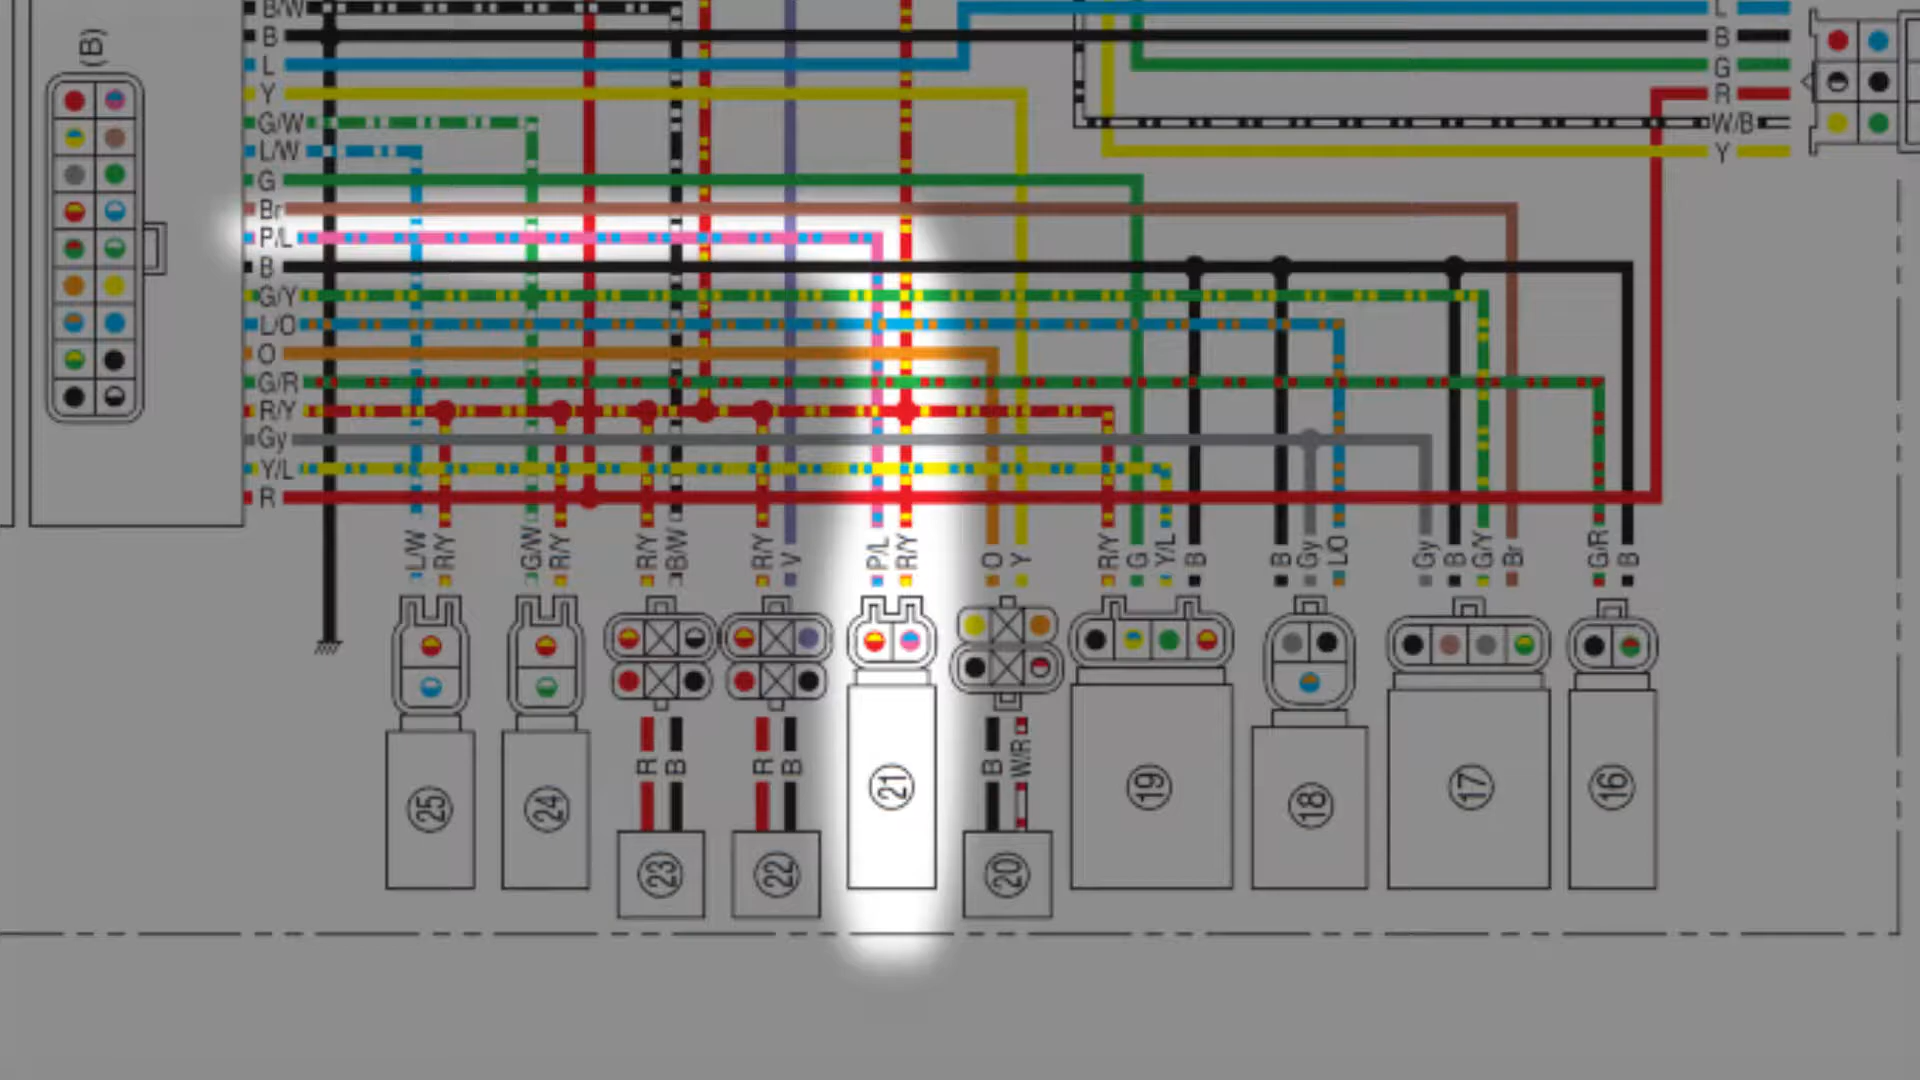 (B)
B/W
B
L
Y
G/W
L/W
G
Br
P/L
B
G/Y
L/O
O
G/R
R/Y
Gy
Y/L
R
L
B
G
R
W/B
Y
L/W R/Y G/W R/Y R/Y B/W R/Y V P/L R/Y O Y R/Y G Y/L B B Gy L/O Gy B G/Y Br G/R B
R B R B B W/R
25 24 23 22 21 20 19 18 17 16